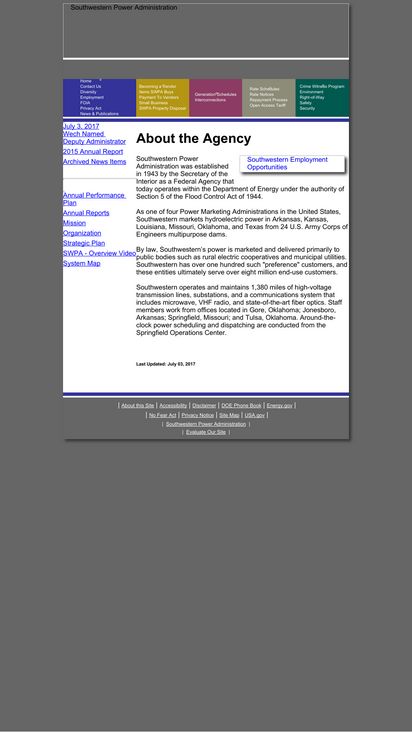 Southwestern Power Administration
Home
Contact Us
Diversity
Employment
FOIA
Privacy Act
News & Publications
Becoming a Vendor
Items SWPA Buys
Payment To Vendors
Small Business
SWPA Property Disposal
Generation Schedules
Interconnections
Rate Schedules
Rate Notices
Repayment Process
Open Access Tariff
Crime Witness Program
Environment
Right-of-Way
Safety
Security
July 3, 2017
Wech Named
Deputy Administrator
2015 Annual Report
Archived News Items
Annual Performance
Plan
Annual Reports
Mission
Organization
Strategic Plan
SWPA - Overview Video
System Map
About the Agency
Southwestern Employment
Opportunities
Southwestern Power
Administration was established
in 1943 by the Secretary of the
Interior as a Federal Agency that
today operates within the Department of Energy under the authority of
Section 5 of the Flood Control Act of 1944.
As one of four Power Marketing Administrations in the United States,
Southwestern markets hydroelectric power in Arkansas, Kansas,
Louisiana, Missouri, Oklahoma, and Texas from 24 U.S. Army Corps of
Engineers multipurpose dams.
By law, Southwestern's power is marketed and delivered primarily to
public bodies such as rural electric cooperatives and municipal utilities.
Southwestern has over one hundred such "preference" customers, and
these entities ultimately serve over eight million end-use customers.
Southwestern operates and maintains 1,380 miles of high-voltage
transmission lines, substations, and a communications system that
includes microwave, VHF radio, and state-of-the-art fiber optics. Staff
members work from offices located in Gore, Oklahoma; Jonesboro,
Arkansas; Springfield, Missouri; and Tulsa, Oklahoma. Around-the-
clock power scheduling and dispatching are conducted from the
Springfield Operations Center.
Last Updated: July 03, 2017
| About this Site | Accessibility | Disclaimer | DOE Phone Book | Energy.gov |
| No Fear Act | Privacy Notice | Site Map | USA.gov |
| Southwestern Power Administration |
| Evaluate Our Site |